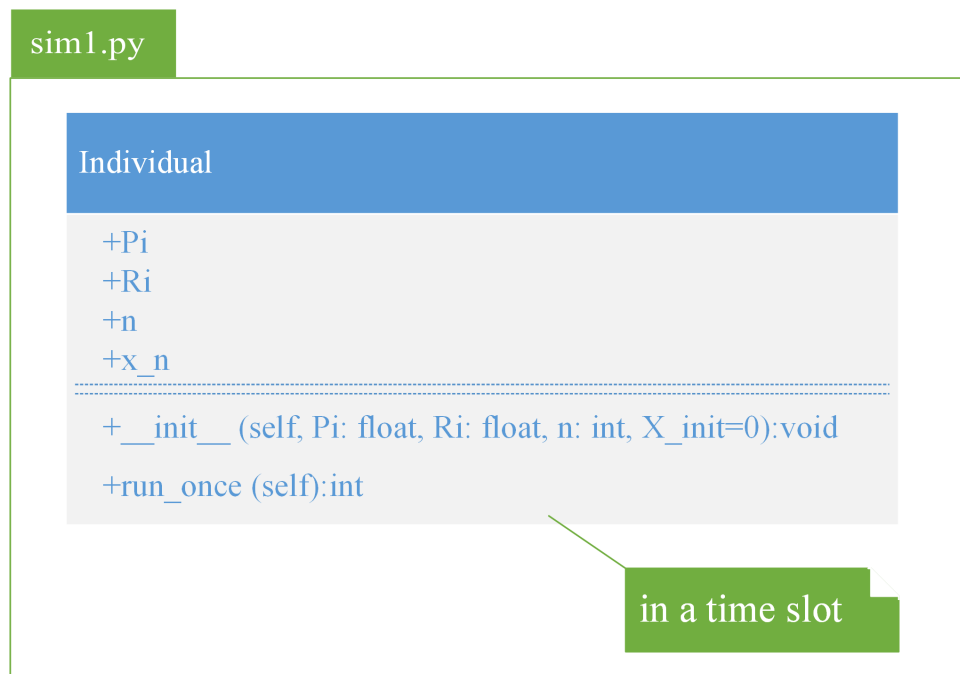 sim1.py
Individual
+Pi
+Ri
+n
+x_n
+__init__ (self, Pi: float, Ri: float, n: int, X_init=0):void
+run_once (self):int
in a time slot